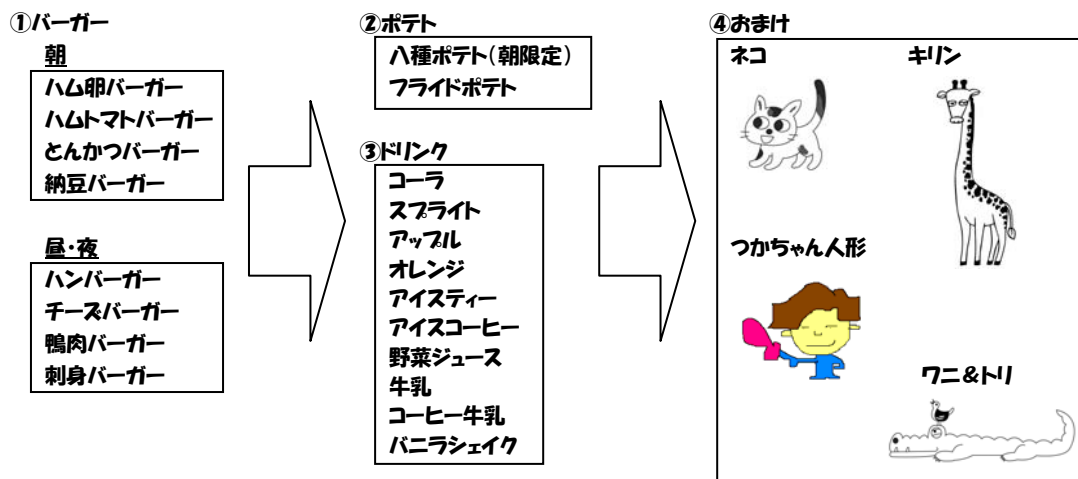 ①バーガー
朝
ハム卵バーガー
ハムトマトバーガー
とんかつバーガー
納豆バーガー
昼・夜
ハンバーガー
チーズバーガー
鴨肉バーガー
刺身バーガー
②ポテト
八種ポテト(朝限定)
フライドポテト
③ドリンク
コーラ
スプライト
アップル
オレンジ
アイスティー
アイスコーヒー
野菜ジュース
牛乳
コーヒー牛乳
バニラシェイク
④おまけ
ネコ
キリン
つかちゃん人形
ワニ&トリ